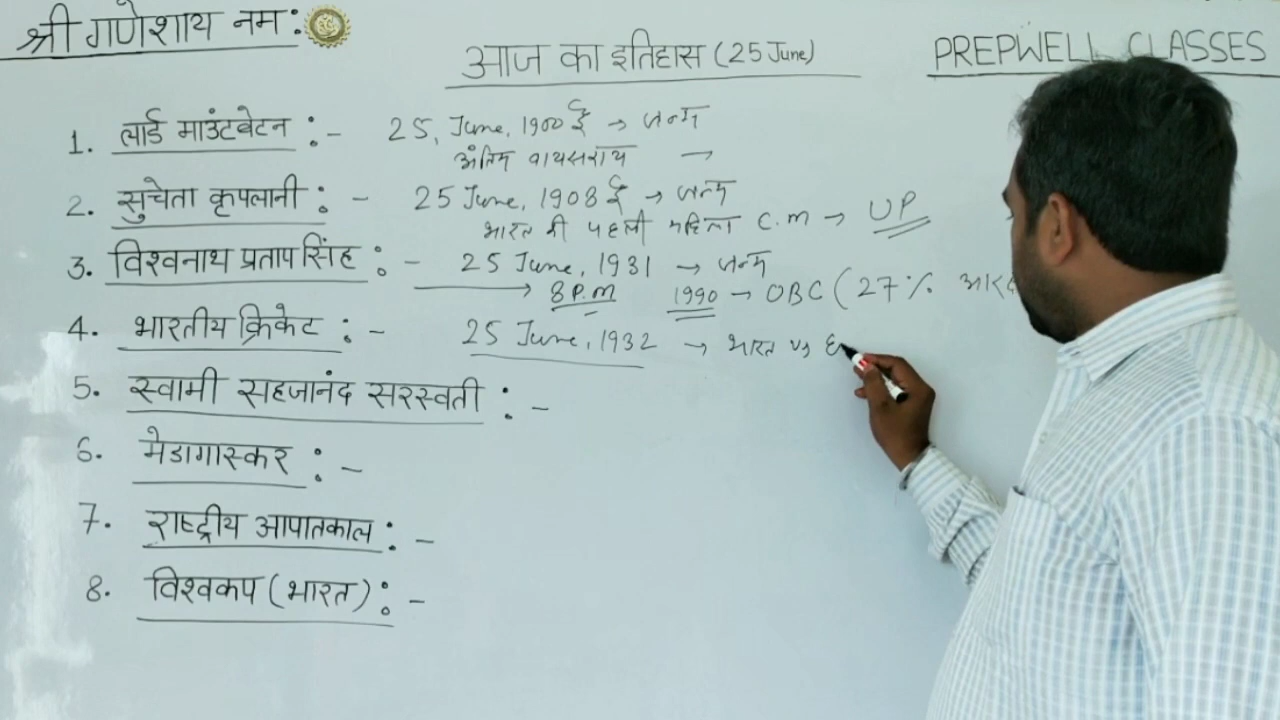 श्री गणेशाय नम:
आज का इतिहास (25 June)
PREPWELL CLASSES
1. लार्ड माउंटबेटन :- 25, June, 1900 ई → जन्म
अंतिम वायसराय →
2. सुचेता कृपलानी :- 25 June, 1908 ई → जन्म
भारत की पहली महिला C.M → UP
3. विश्वनाथ प्रताप सिंह :- 25 June, 1931 → जन्म
→ 8 P.M 1990 → OBC (27%
4. भारतीय क्रिकेट :- 25 June, 1932 → भारत vs
5. स्वामी सहजानंद सरस्वती :-
6. मेडागास्कर :-
7. राष्ट्रीय आपातकाल :-
8. विश्वकप (भारत) :-